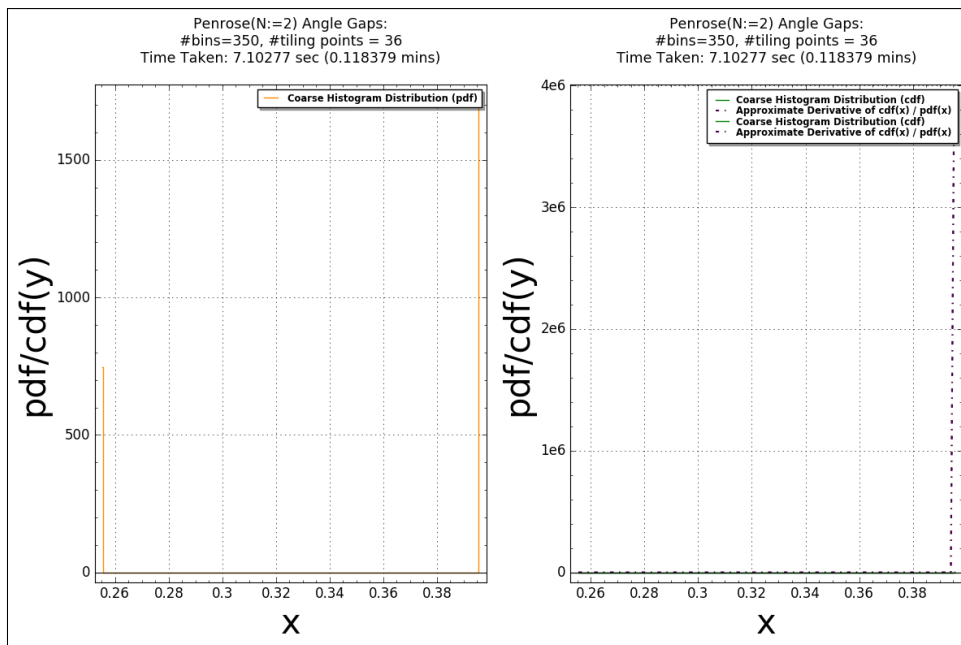 Penrose(N:=2) Angle Gaps:
#bins=350, #tiling points = 36
Time Taken: 7.10277 sec (0.118379 mins)
Coarse Histogram Distribution (pdf)
pdf/cdf(y)
1500
1000
500
0
0.26 0.28 0.3 0.32 0.34 0.36 0.38
x
Penrose(N:=2) Angle Gaps:
#bins=350, #tiling points = 36
Time Taken: 7.10277 sec (0.118379 mins)
4e6
Coarse Histogram Distribution (cdf)
Approximate Derivative of cdf(x) / pdf(x)
Coarse Histogram Distribution (cdf)
Approximate Derivative of cdf(x) / pdf(x)
pdf/cdf(y)
3e6
2e6
1e6
0
0.26 0.28 0.3 0.32 0.34 0.36 0.38
x